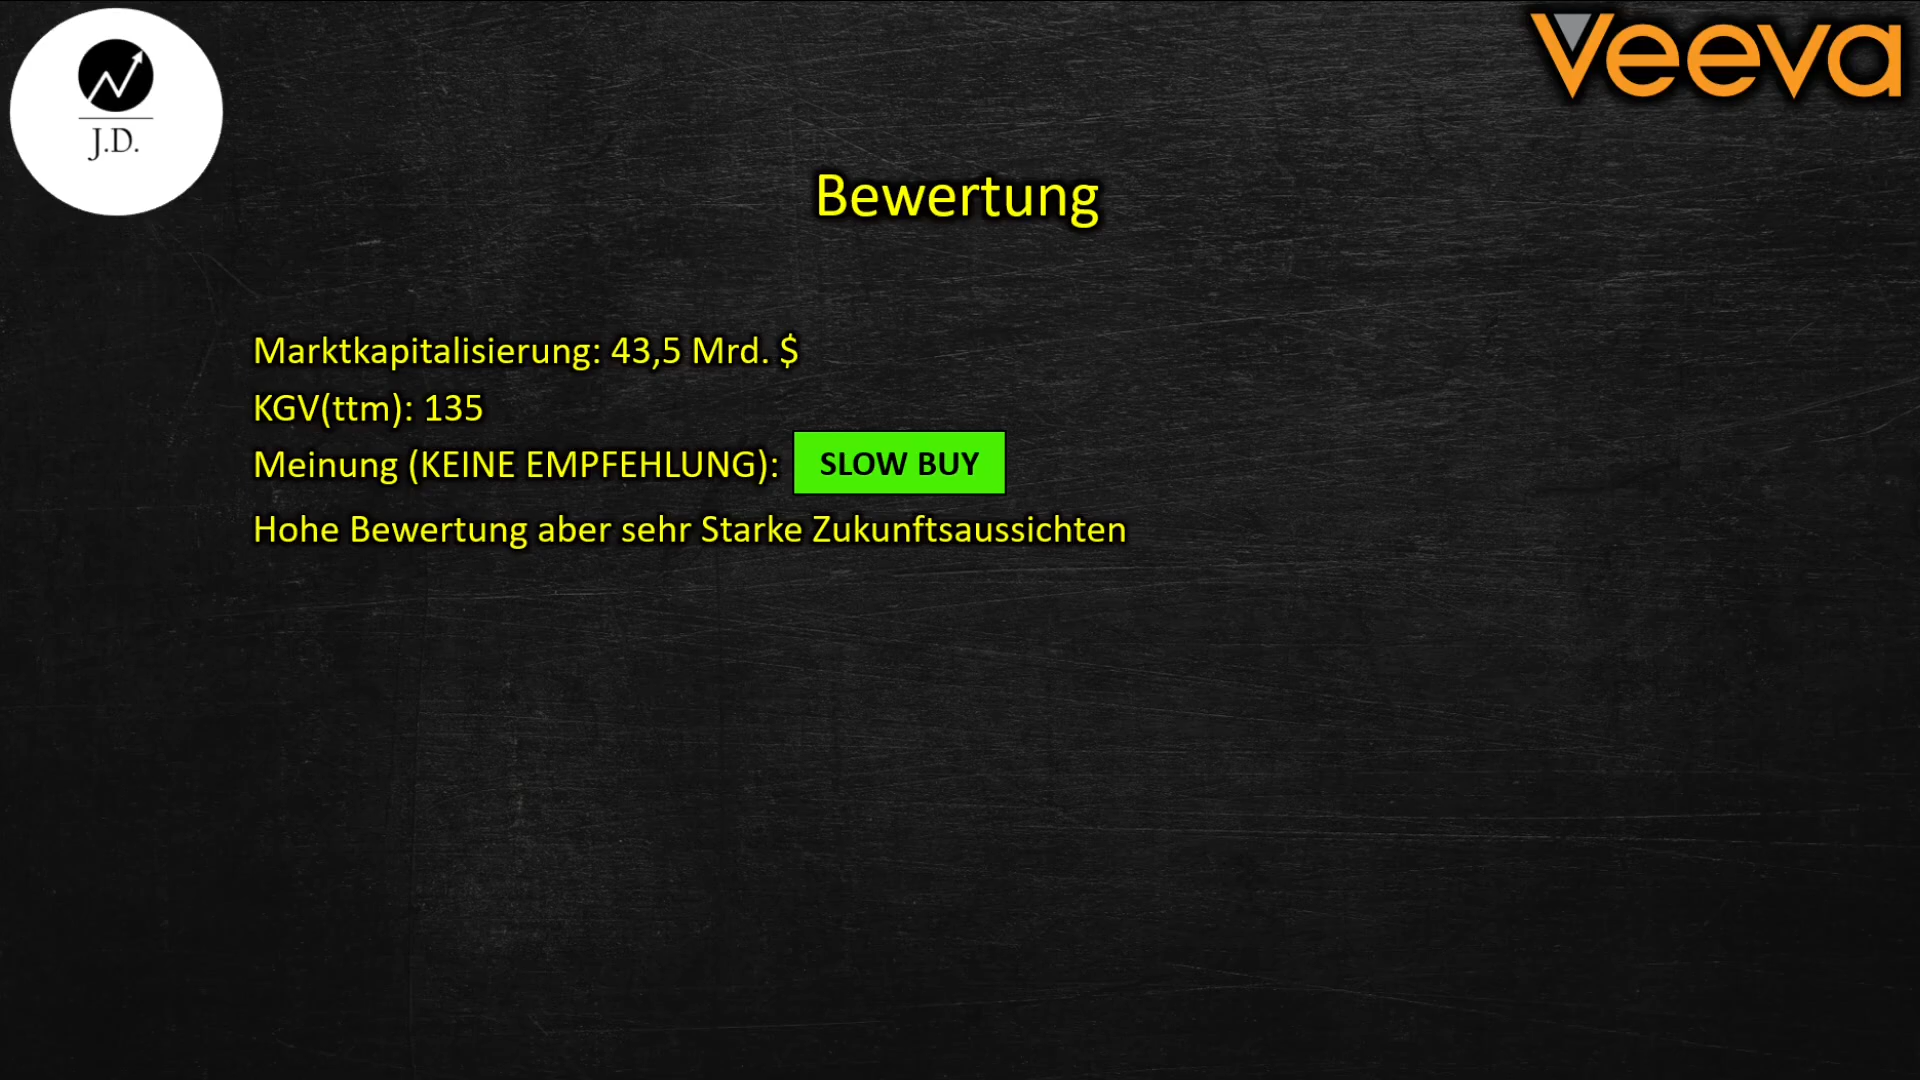 J.D.
Veeva
Bewertung
Marktkapitalisierung: 43,5 Mrd. $
KGV(ttm): 135
Meinung (KEINE EMPFEHLUNG): SLOW BUY
Hohe Bewertung aber sehr Starke Zukunftsaussichten